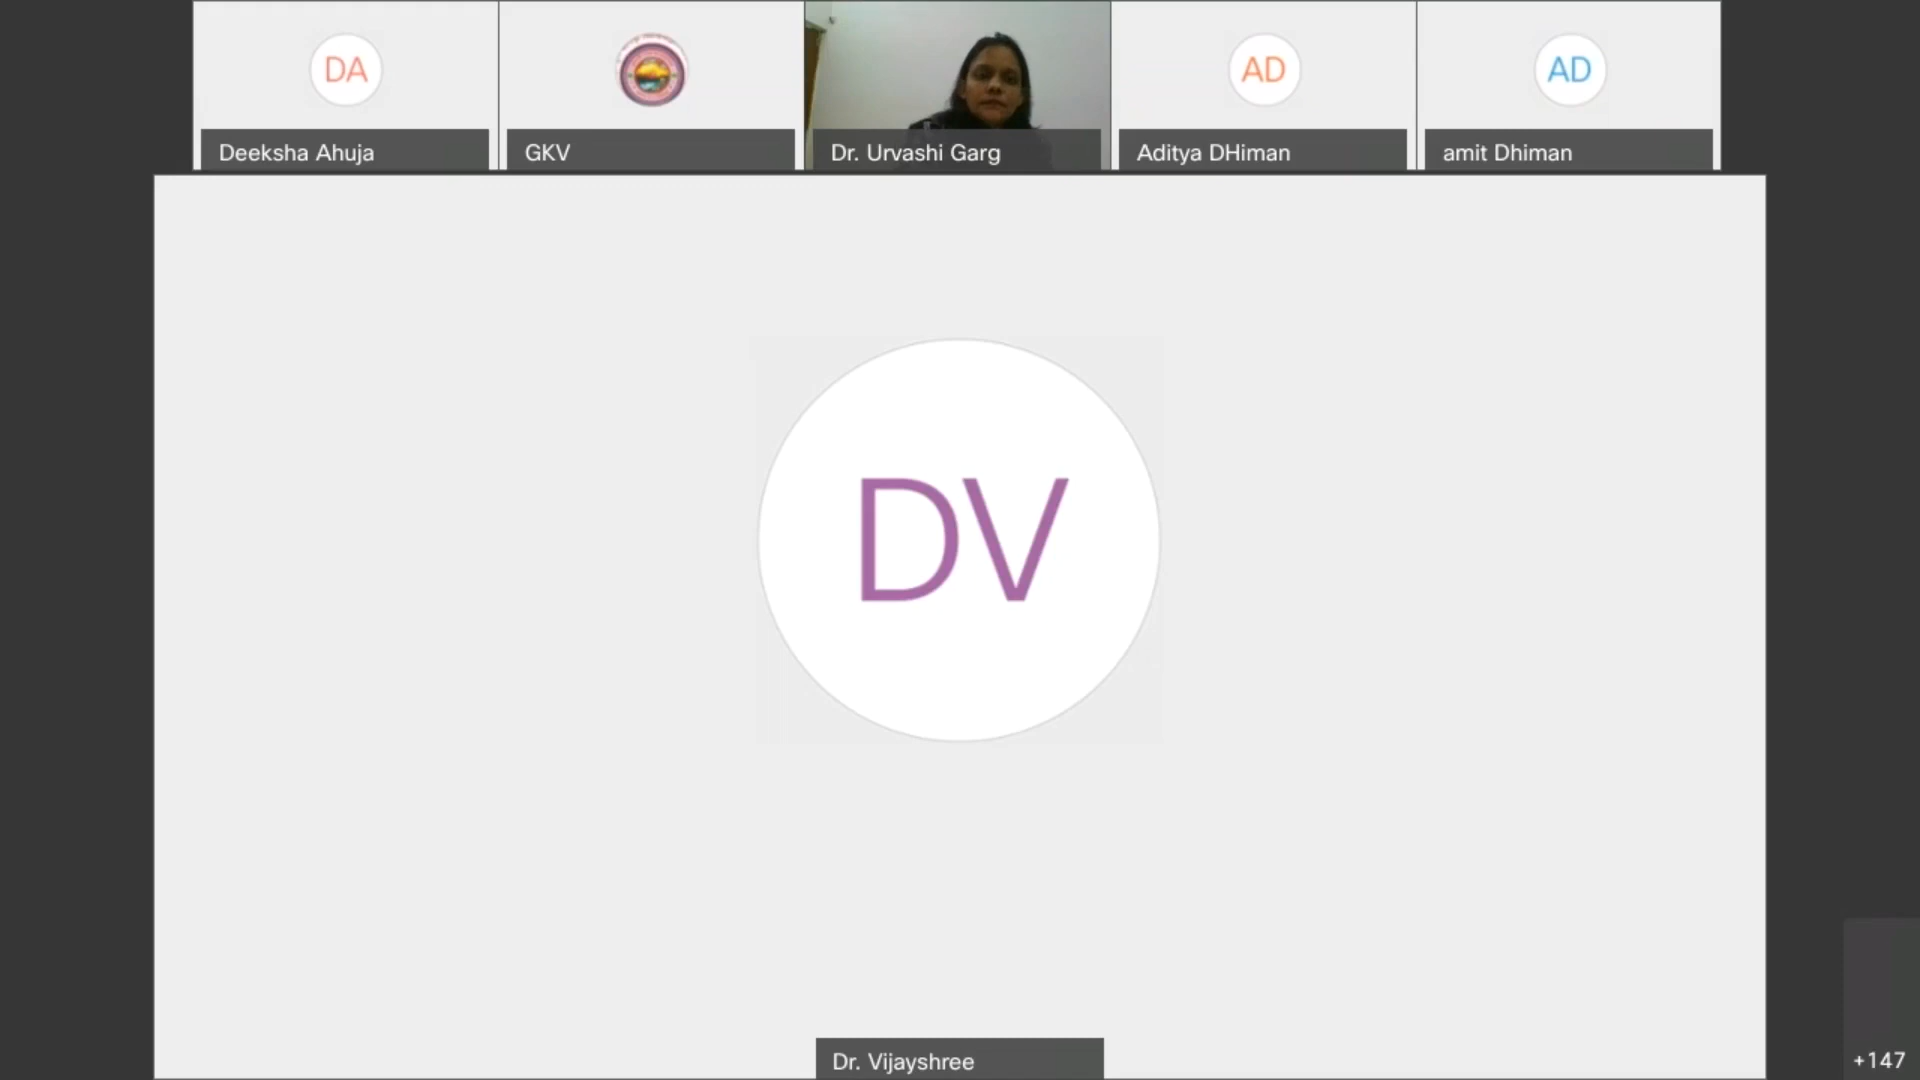 DA
Deeksha Ahuja
GKV
Dr. Urvashi Garg
AD
Aditya DHiman
AD
amit Dhiman
DV
Dr. Vijayshree
+147